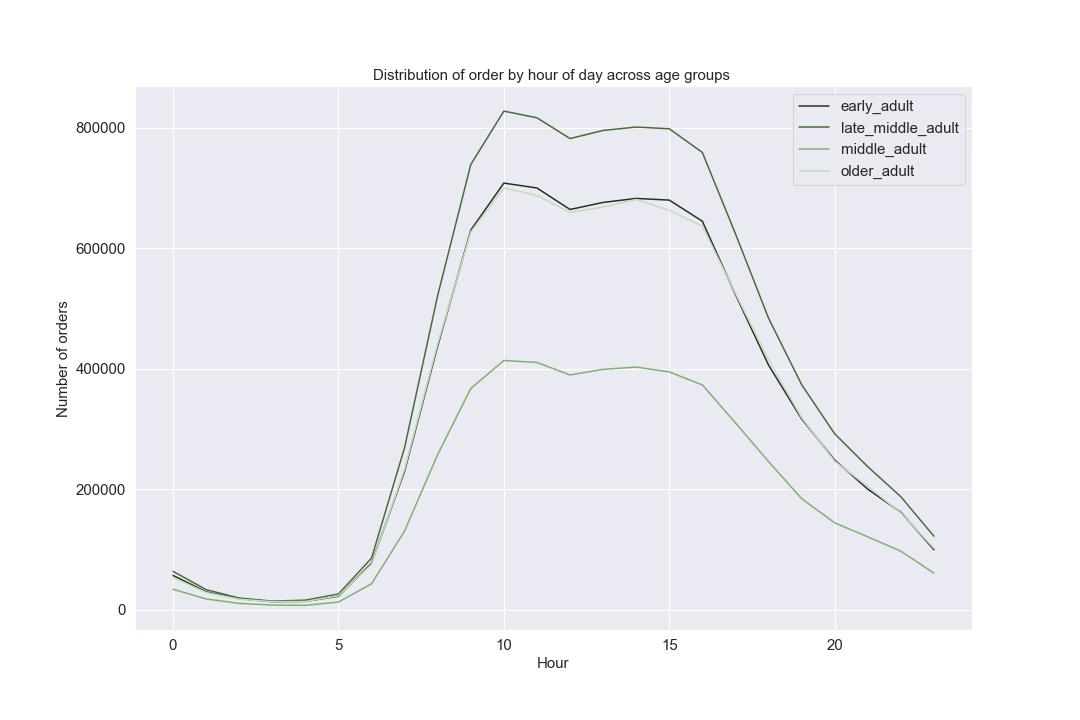 Distribution of order by hour of day across age groups
early_adult
late_middle_adult
middle_adult
older_adult
800000
600000
400000
200000
0
Number of orders
0 5 10 15 20
Hour